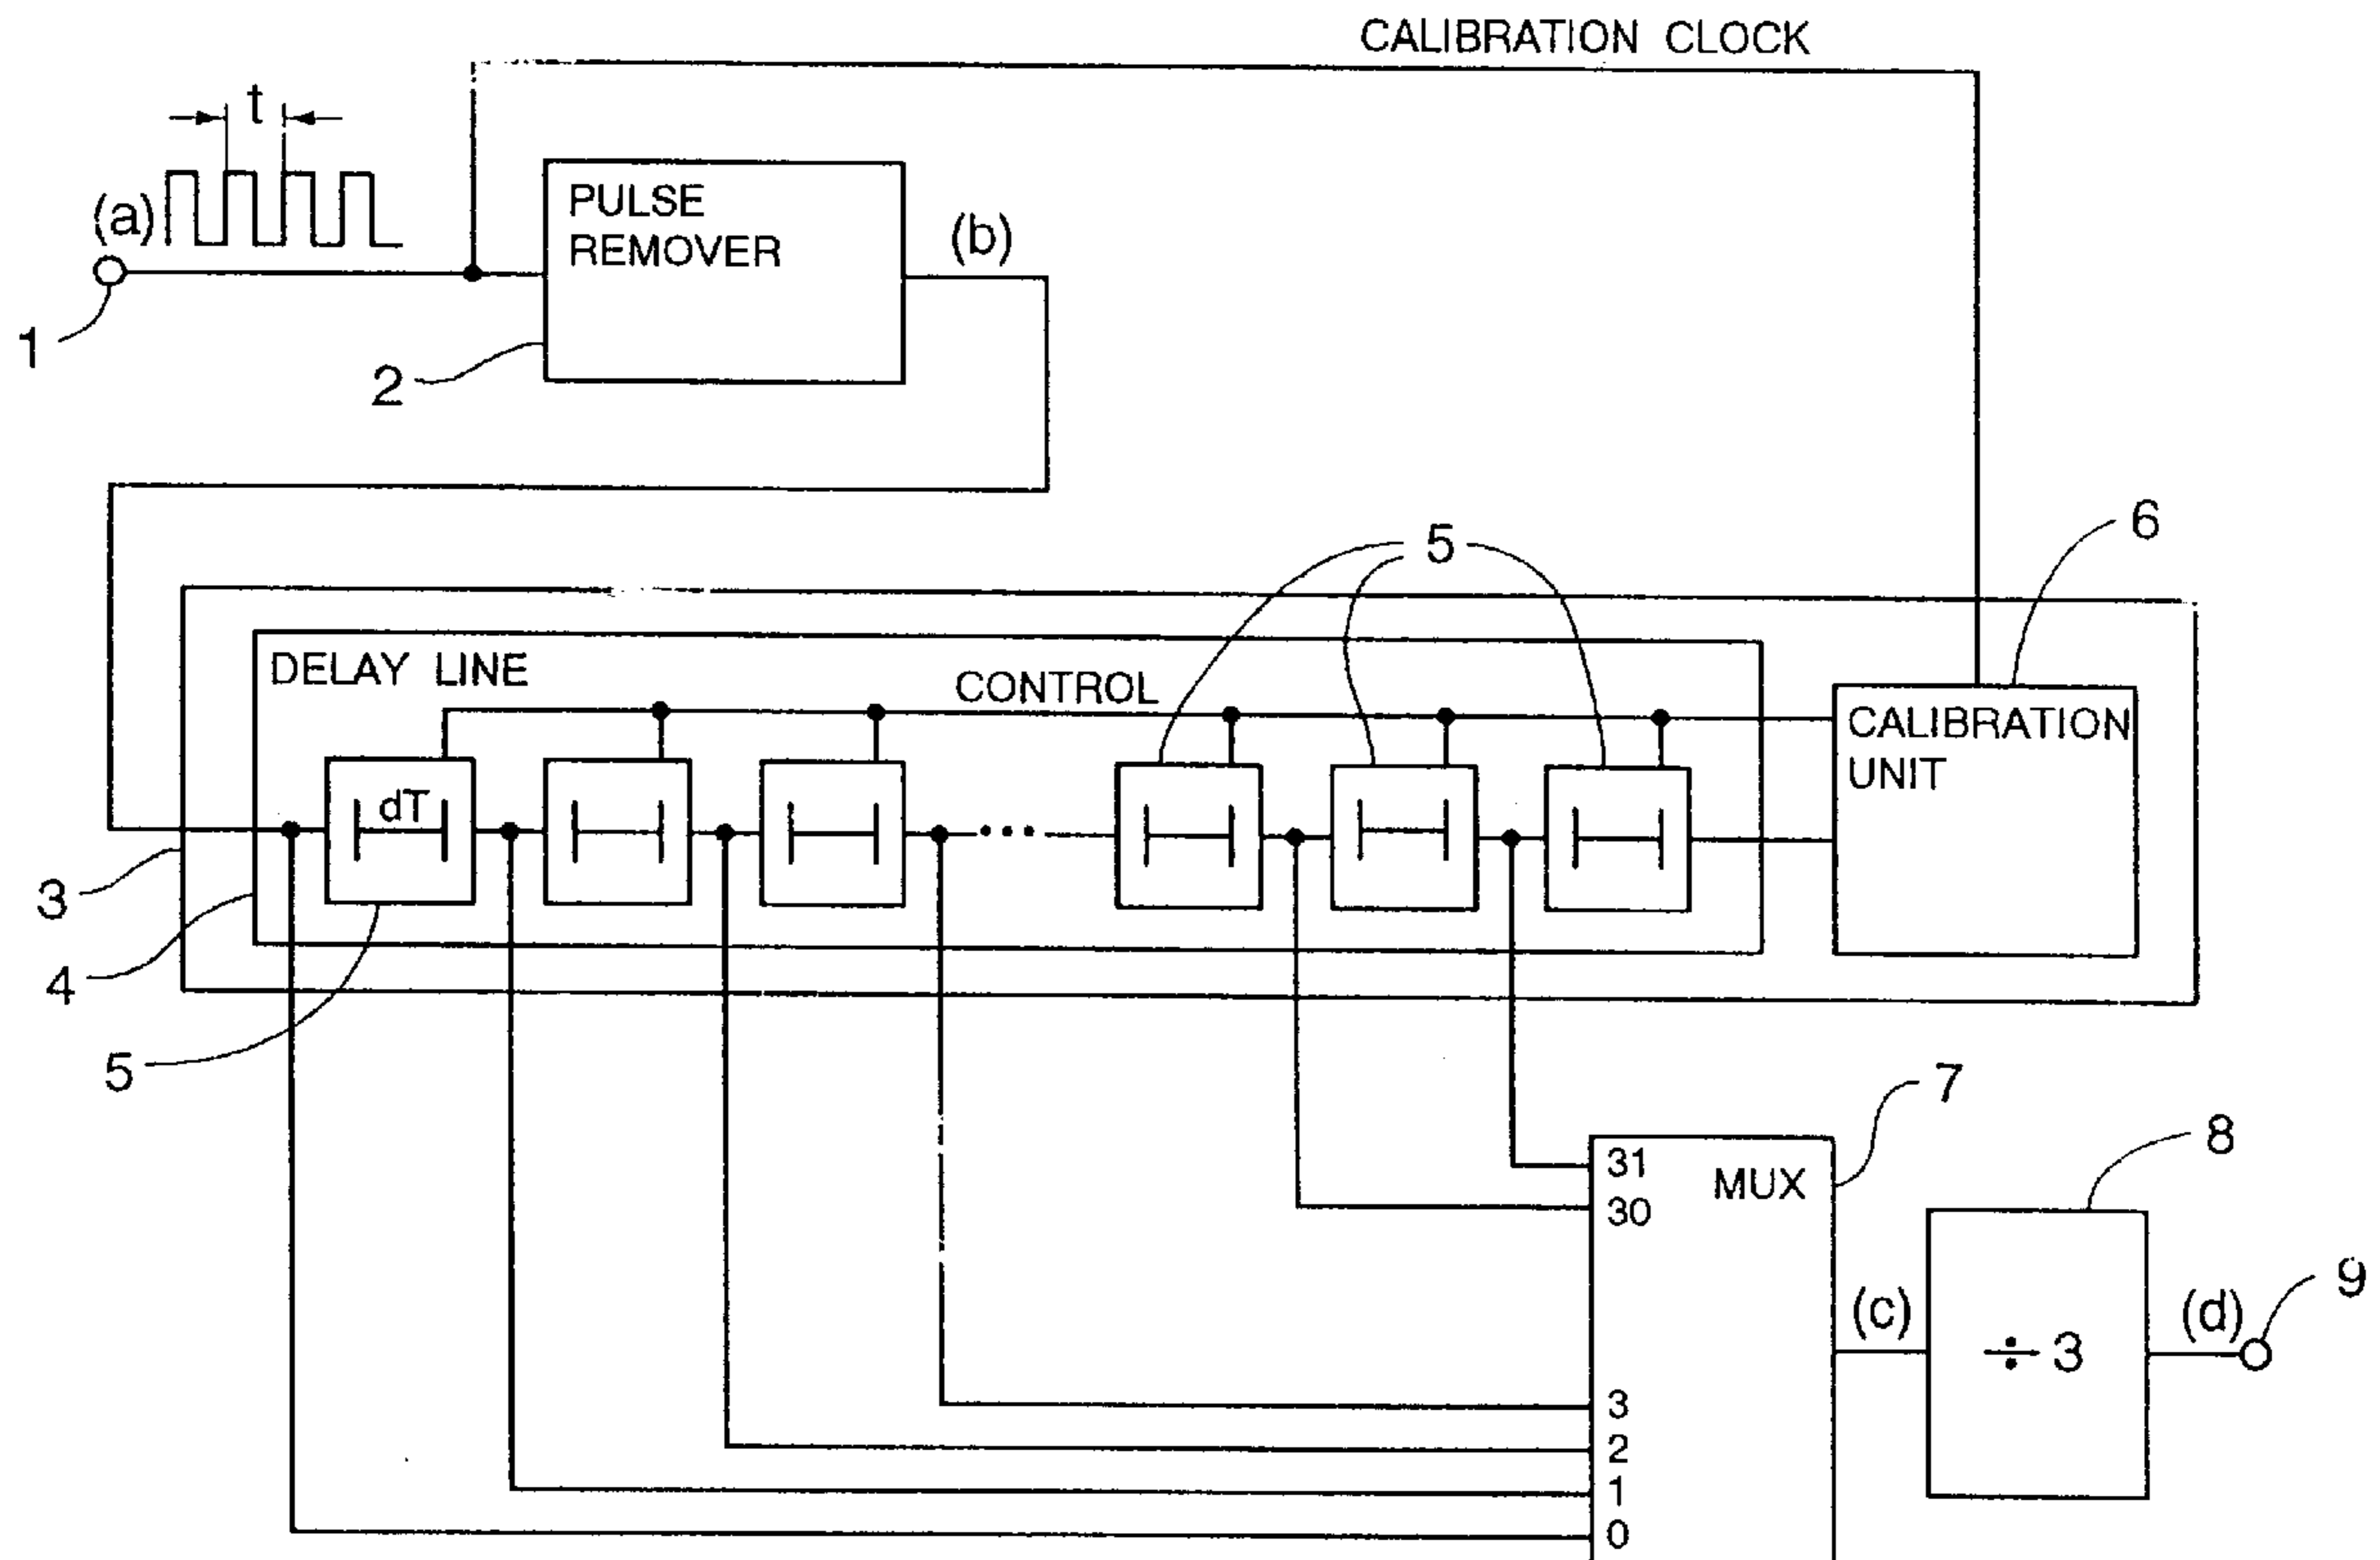 CALIBRATION CLOCK
t
(a)
PULSE
REMOVER
(b)
1
2
5
6
DELAY LINE
CONTROL
CALIBRATION
UNIT
dT
3
4
5
7
8
31
MUX
30
9
(c)
(d)
÷3
3
2
1
0